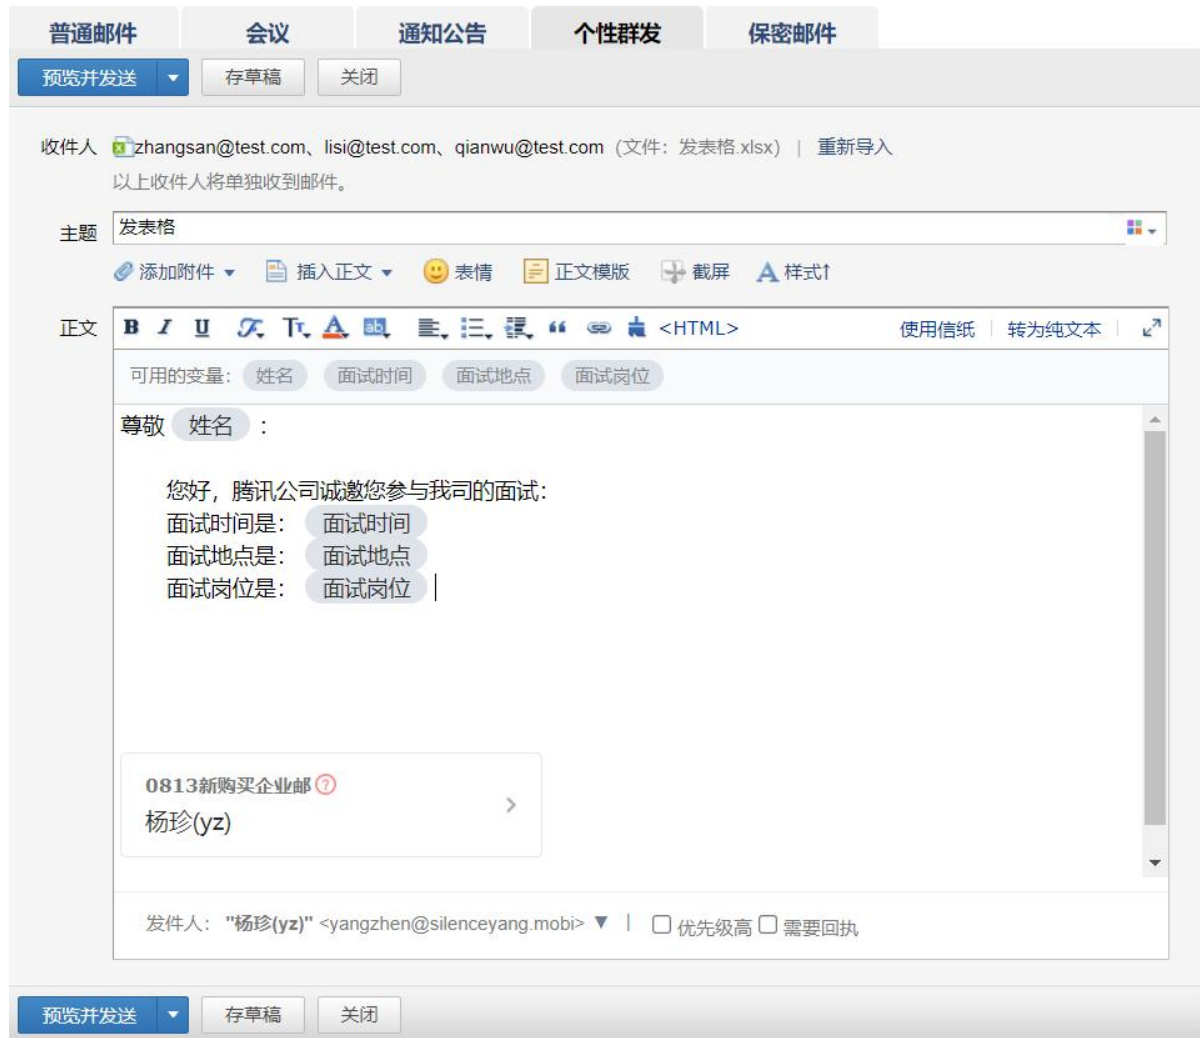 普通邮件 会议 通知公告 个性群发 保密邮件
预览并发送 存草稿 关闭
收件人 zhangsan@test.com、lisi@test.com、qianwu@test.com (文件：发表格.xlsx) | 重新导入
以上收件人将单独收到邮件。
主题 发表格
添加附件 插入正文 表情 正文模版 截屏 A 样式↑
正文 B I U <HTML> 使用信纸 | 转为纯文本 |
可用的变量： 姓名 面试时间 面试地点 面试岗位
尊敬 姓名 ：
您好，腾讯公司诚邀您参与我司的面试：
面试时间是： 面试时间
面试地点是： 面试地点
面试岗位是： 面试岗位
0813新购买企业邮 ?
杨珍(yz)
发件人： "杨珍(yz)" <yangzhen@silenceyang.mobi> | 优先级高 需要回执
预览并发送 存草稿 关闭